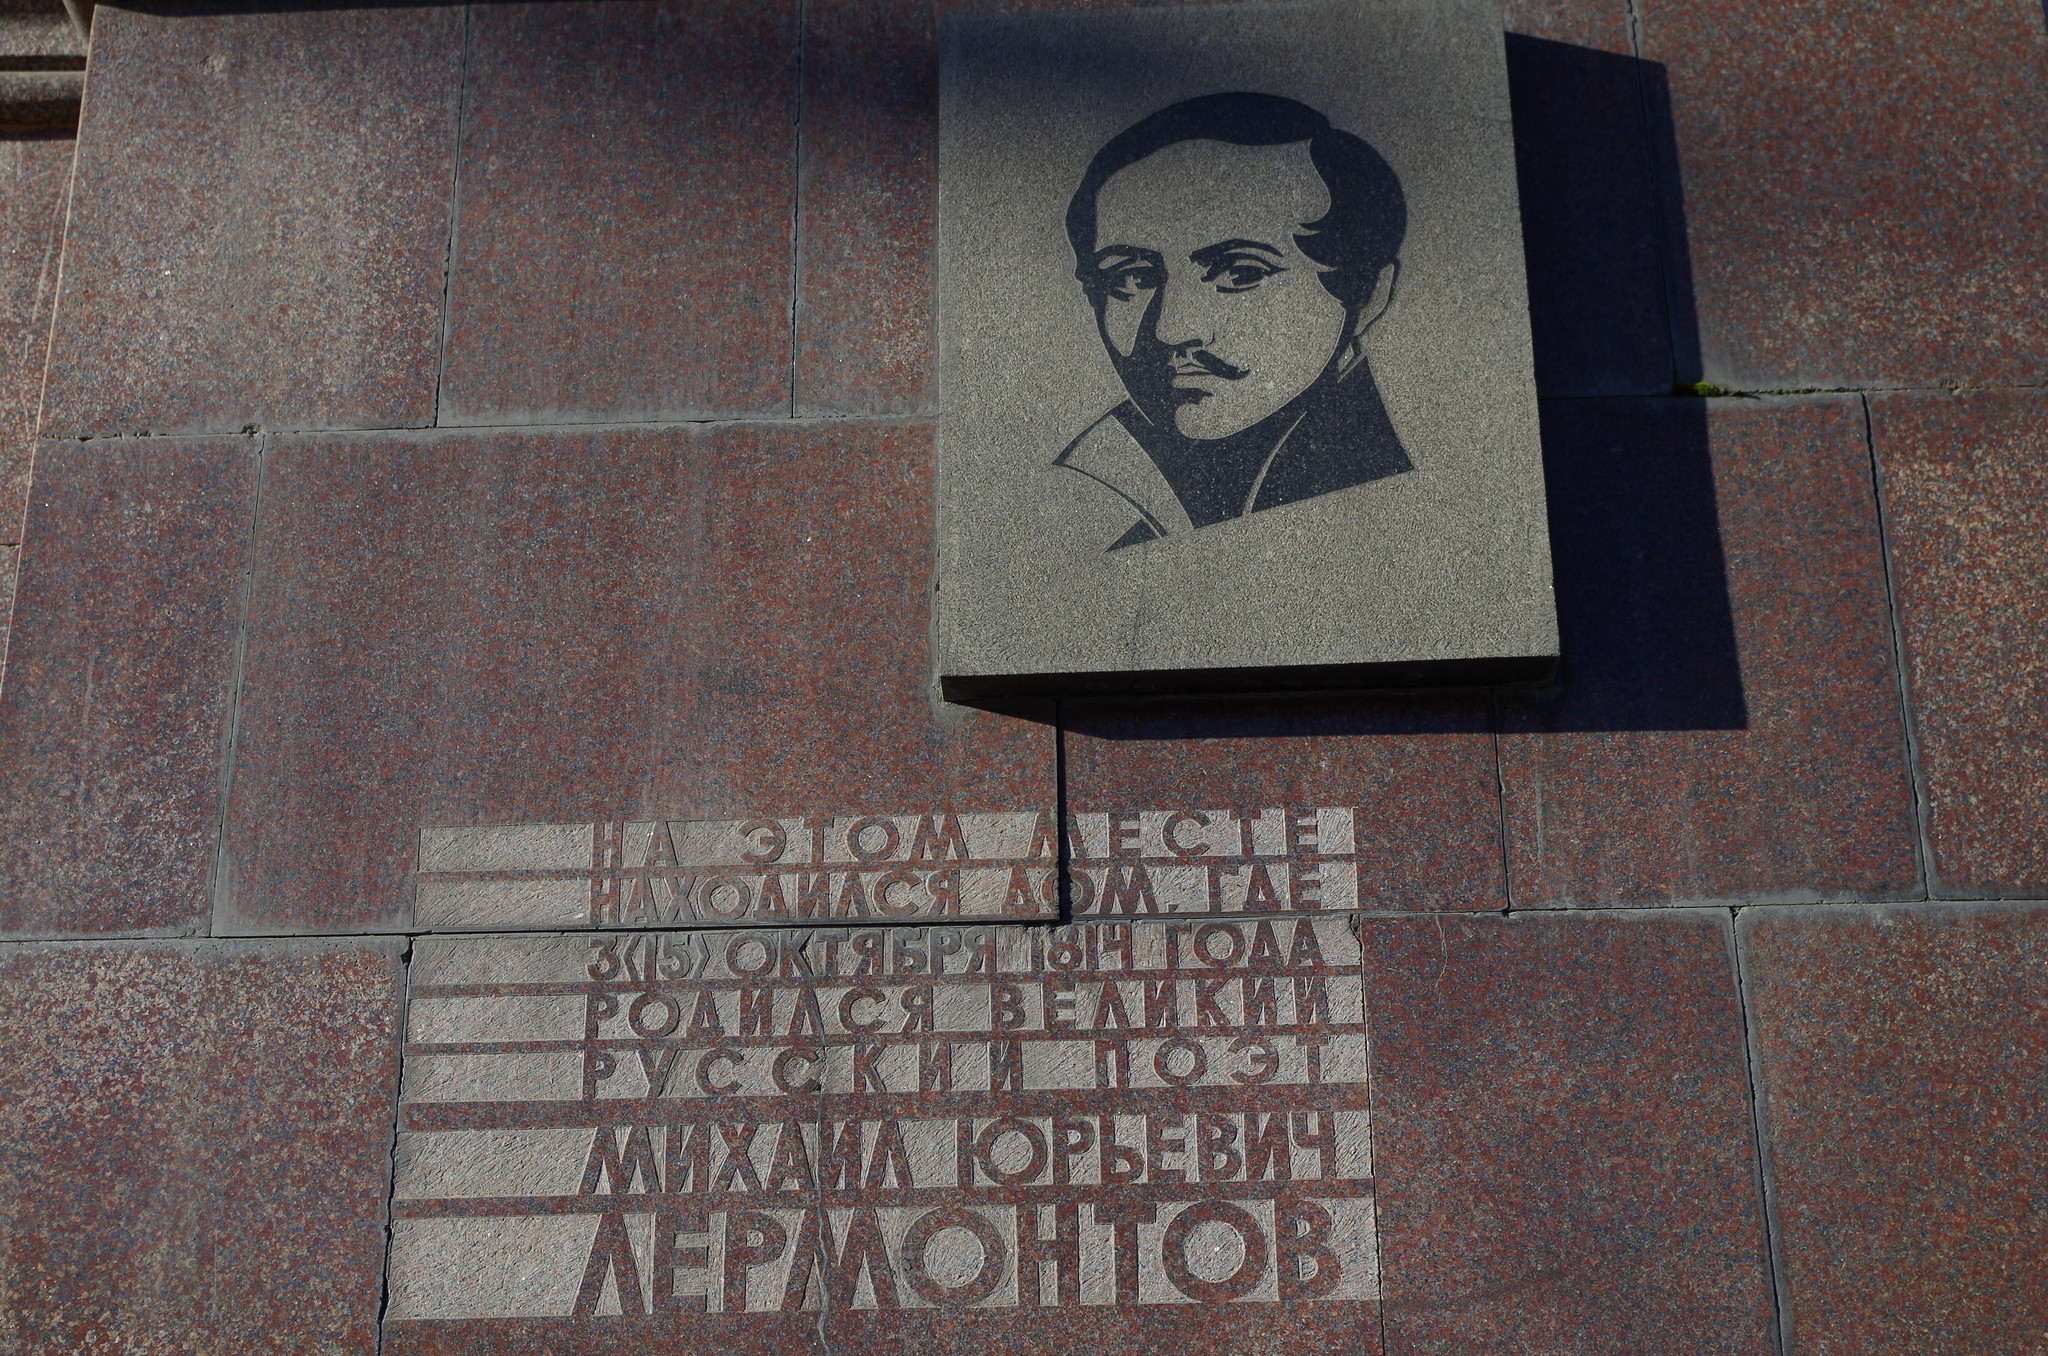 НА ЭТОМ МЕСТЕ
НАХОДИЛСЯ ДОМ, ГДЕ
3(15) ОКТЯБРЯ 1814 ГОДА
РОДИЛСЯ ВЕЛИКИЙ
РУССКИЙ ПОЭТ
МИХАИЛ ЮРЬЕВИЧ
ЛЕРМОНТОВ